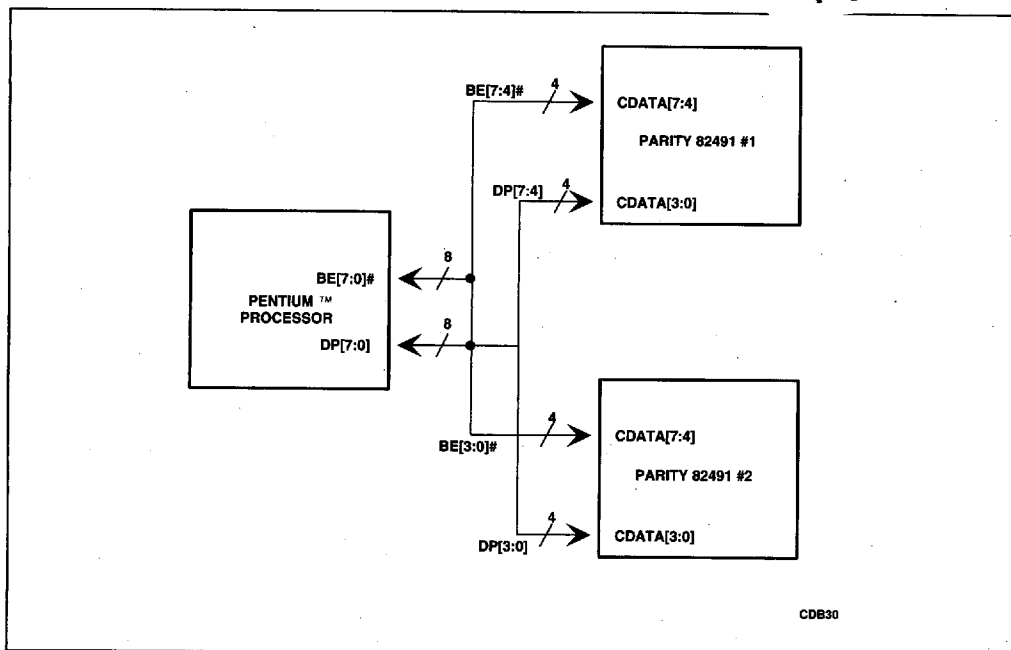 BE[7:4]#
4
CDATA[7:4]
PARITY 82491 #1
DP[7:4]
4
CDATA[3:0]
8
BE[7:0]#
PENTIUM ™
PROCESSOR
8
DP[7:0]
4
CDATA[7:4]
BE[3:0]#
PARITY 82491 #2
4
CDATA[3:0]
DP[3:0]
CDB30